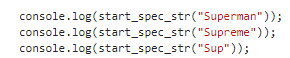 console.log(start_spec_str("Superman"));
console.log(start_spec_str("Supreme"));
console.log(start_spec_str("Sup"));